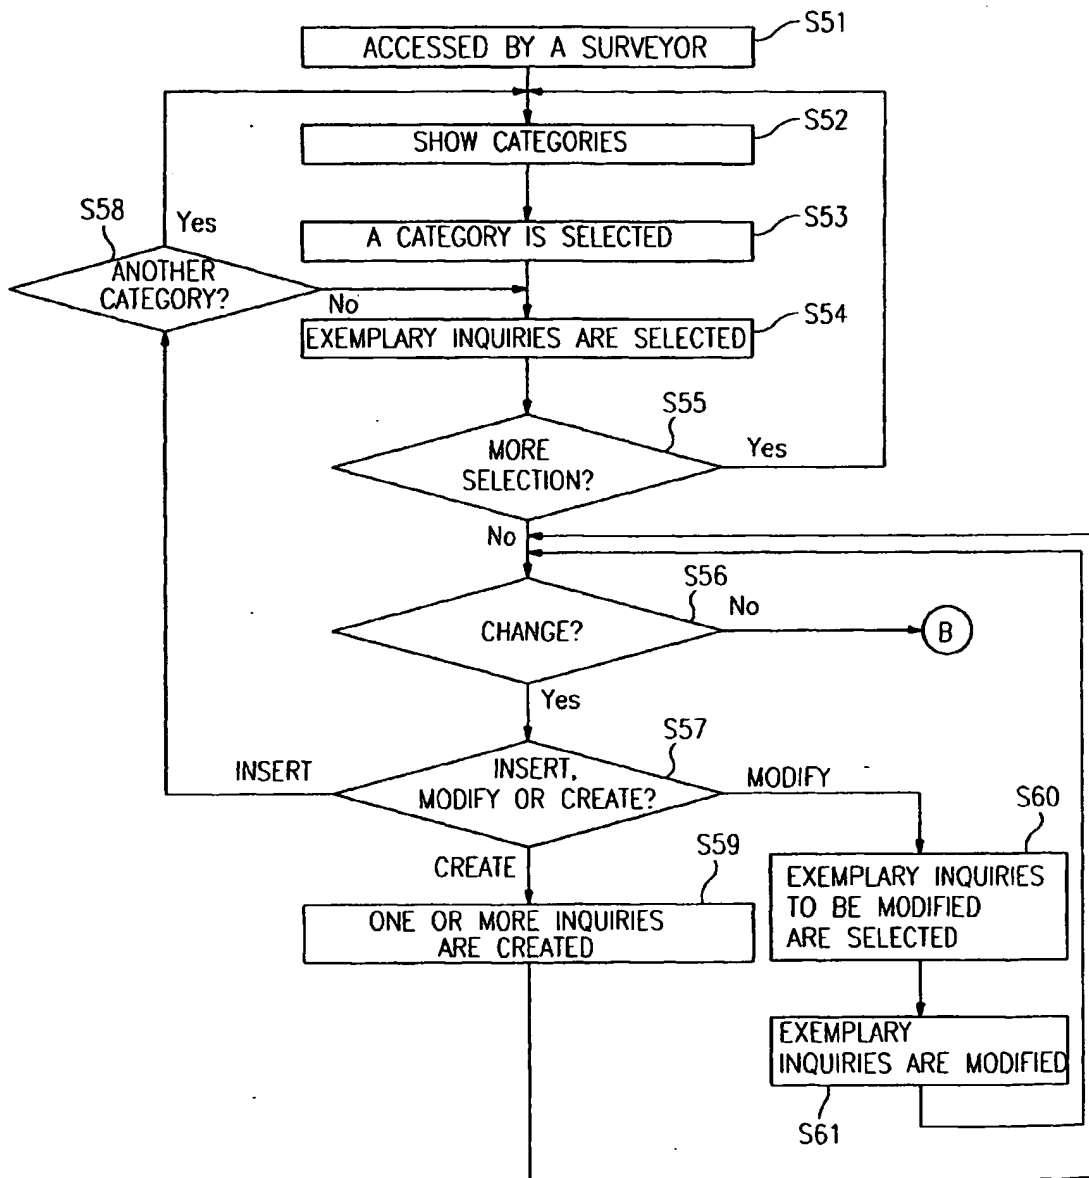 S51
ACCESSED BY A SURVEYOR
S52
SHOW CATEGORIES
S53
A CATEGORY IS SELECTED
S58
Yes
ANOTHER
CATEGORY?
No
S54
EXEMPLARY INQUIRIES ARE SELECTED
S55
MORE
SELECTION?
Yes
No
S56
CHANGE?
No
B
Yes
S57
INSERT
INSERT,
MODIFY OR CREATE?
MODIFY
S60
CREATE
S59
EXEMPLARY INQUIRIES
TO BE MODIFIED
ARE SELECTED
ONE OR MORE INQUIRIES
ARE CREATED
EXEMPLARY
INQUIRIES ARE MODIFIED
S61